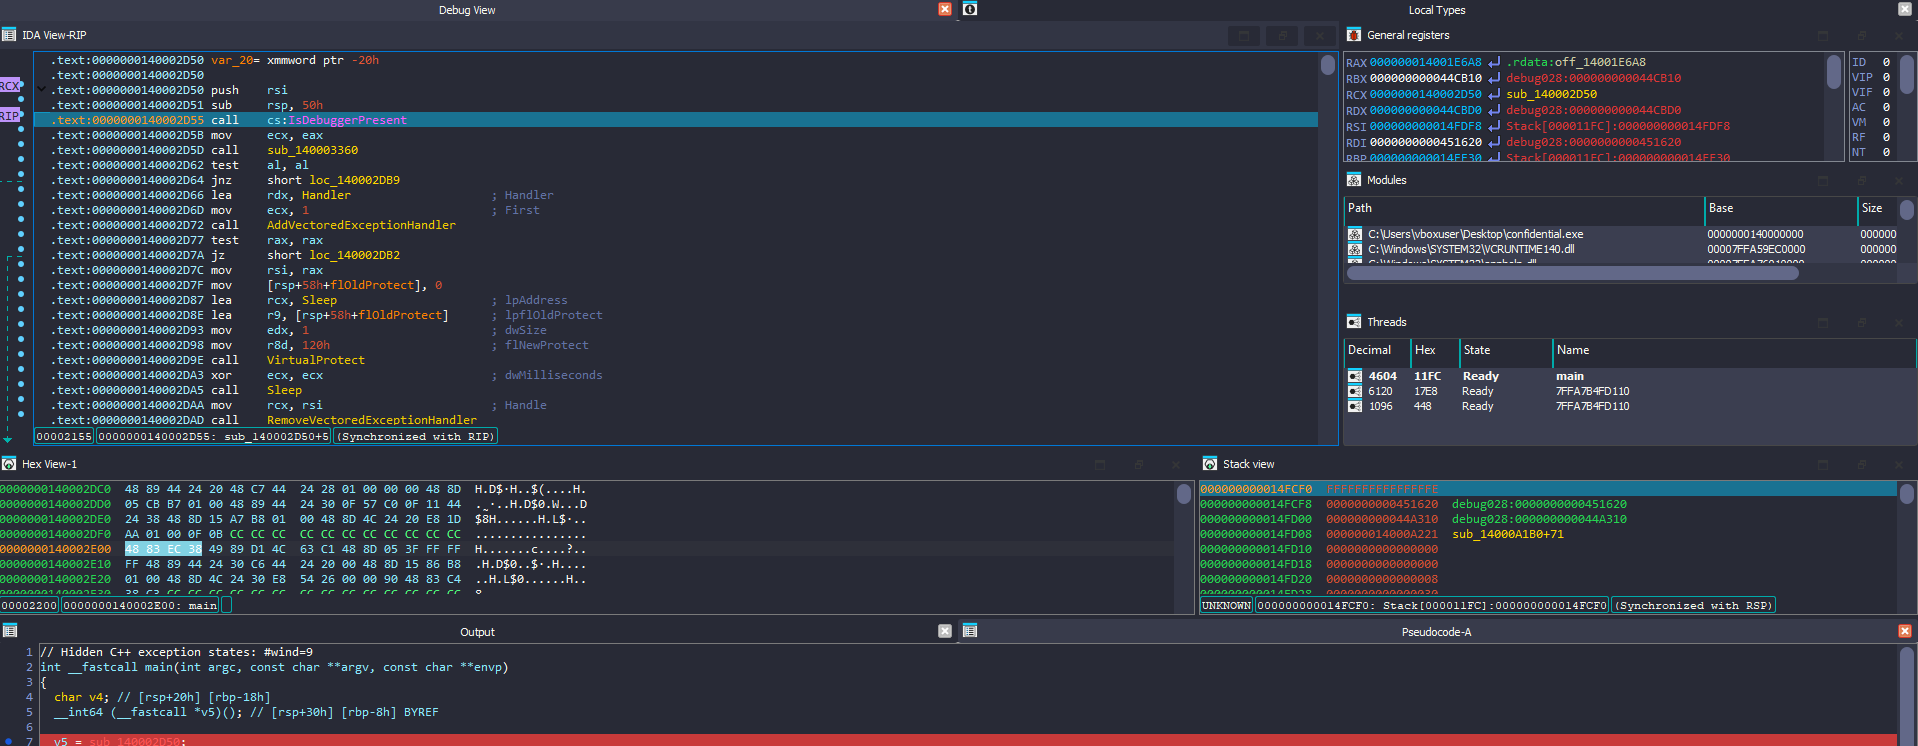 Debug View
Local Types
IDA View-RIP
.text:0000000140002D50 var_20= xmmword ptr -20h
.text:0000000140002D50
RCX .text:0000000140002D50 push rsi
.text:0000000140002D51 sub rsp, 50h
RIP .text:0000000140002D55 call cs:IsDebuggerPresent
.text:0000000140002D5B mov ecx, eax
.text:0000000140002D5D call sub_140003360
.text:0000000140002D62 test al, al
.text:0000000140002D64 jnz short loc_140002DB9
.text:0000000140002D66 lea rdx, Handler ; Handler
.text:0000000140002D6D mov ecx, 1 ; First
.text:0000000140002D72 call AddVectoredExceptionHandler
.text:0000000140002D77 test rax, rax
.text:0000000140002D7A jz short loc_140002DB2
.text:0000000140002D7C mov rsi, rax
.text:0000000140002D7F mov [rsp+58h+flOldProtect], 0
.text:0000000140002D87 lea rcx, Sleep ; lpAddress
.text:0000000140002D8E lea r9, [rsp+58h+flOldProtect] ; lpflOldProtect
.text:0000000140002D93 mov edx, 1 ; dwSize
.text:0000000140002D98 mov r8d, 120h ; flNewProtect
.text:0000000140002D9E call VirtualProtect
.text:0000000140002DA3 xor ecx, ecx ; dwMilliseconds
.text:0000000140002DA5 call Sleep
.text:0000000140002DAA mov rcx, rsi ; Handle
.text:0000000140002DAD call RemoveVectoredExceptionHandler
00002155 0000000140002D55: sub_140002D50+5 (Synchronized with RIP)
General registers
RAX 000000014001E6A8 .rdata:off_14001E6A8
RBX 000000000044CB10 debug028:000000000044CB10
RCX 0000000140002D50 sub_140002D50
RDX 000000000044CBD0 debug028:000000000044CBD0
RSI 000000000014FDF8 Stack[000011FC]:000000000014FDF8
RDI 0000000000451620 debug028:0000000000451620
RBP 000000000014FE30 Stack[000011FC]:000000000014FE30
ID 0
VIP 0
VIF 0
AC 0
VM 0
RF 0
NT 0
Modules
Path Base Size
C:\Users\vboxuser\Desktop\confidential.exe 0000000140000000 000000
C:\Windows\SYSTEM32\VCRUNTIME140.dll 00007FFA59EC0000 000000
Threads
Decimal Hex State Name
4604 11FC Ready main
6120 17E8 Ready 7FFA7B4FD110
1096 448 Ready 7FFA7B4FD110
Hex View-1
0000000140002DC0 48 89 44 24 20 48 C7 44 24 28 01 00 00 00 48 8D H.D$·H..$(....H.
0000000140002DD0 05 CB B7 01 00 48 89 44 24 30 0F 57 C0 0F 11 44 .˷..H.D$0.W...D
0000000140002DE0 24 38 48 8D 15 A7 B8 01 00 48 8D 4C 24 20 E8 1D $8H......H.L$·..
0000000140002DF0 AA 01 00 0F 0B CC CC CC CC CC CC CC CC CC CC CC ................
0000000140002E00 48 83 EC 38 49 89 D1 4C 63 C1 48 8D 05 3F FF FF H.......c....?..
0000000140002E10 FF 48 89 44 24 30 C6 44 24 20 00 48 8D 15 86 B8 .H.D$0..$·.H....
0000000140002E20 01 00 48 8D 4C 24 30 E8 54 26 00 00 90 48 83 C4 ..H.L$0......H..
0000000140002E30 38 C3 CC CC CC CC CC CC CC CC CC CC CC CC CC CC
00002200 0000000140002E00: main
Stack view
000000000014FCF0 FFFFFFFFFFFFFFFE
000000000014FCF8 0000000000451620 debug028:0000000000451620
000000000014FD00 000000000044A310 debug028:000000000044A310
000000000014FD08 000000014000A221 sub_14000A1B0+71
000000000014FD10 0000000000000000
000000000014FD18 0000000000000000
000000000014FD20 0000000000000008
000000000014FD28
UNKNOWN 000000000014FCF0: Stack[000011FC]:000000000014FCF0 (Synchronized with RSP)
Output
Pseudocode-A
1 // Hidden C++ exception states: #wind=9
2 int __fastcall main(int argc, const char **argv, const char **envp)
3 {
4 char v4; // [rsp+20h] [rbp-18h]
5 __int64 (__fastcall *v5)(); // [rsp+30h] [rbp-8h] BYREF
6
7 v5 = sub_140002D50;